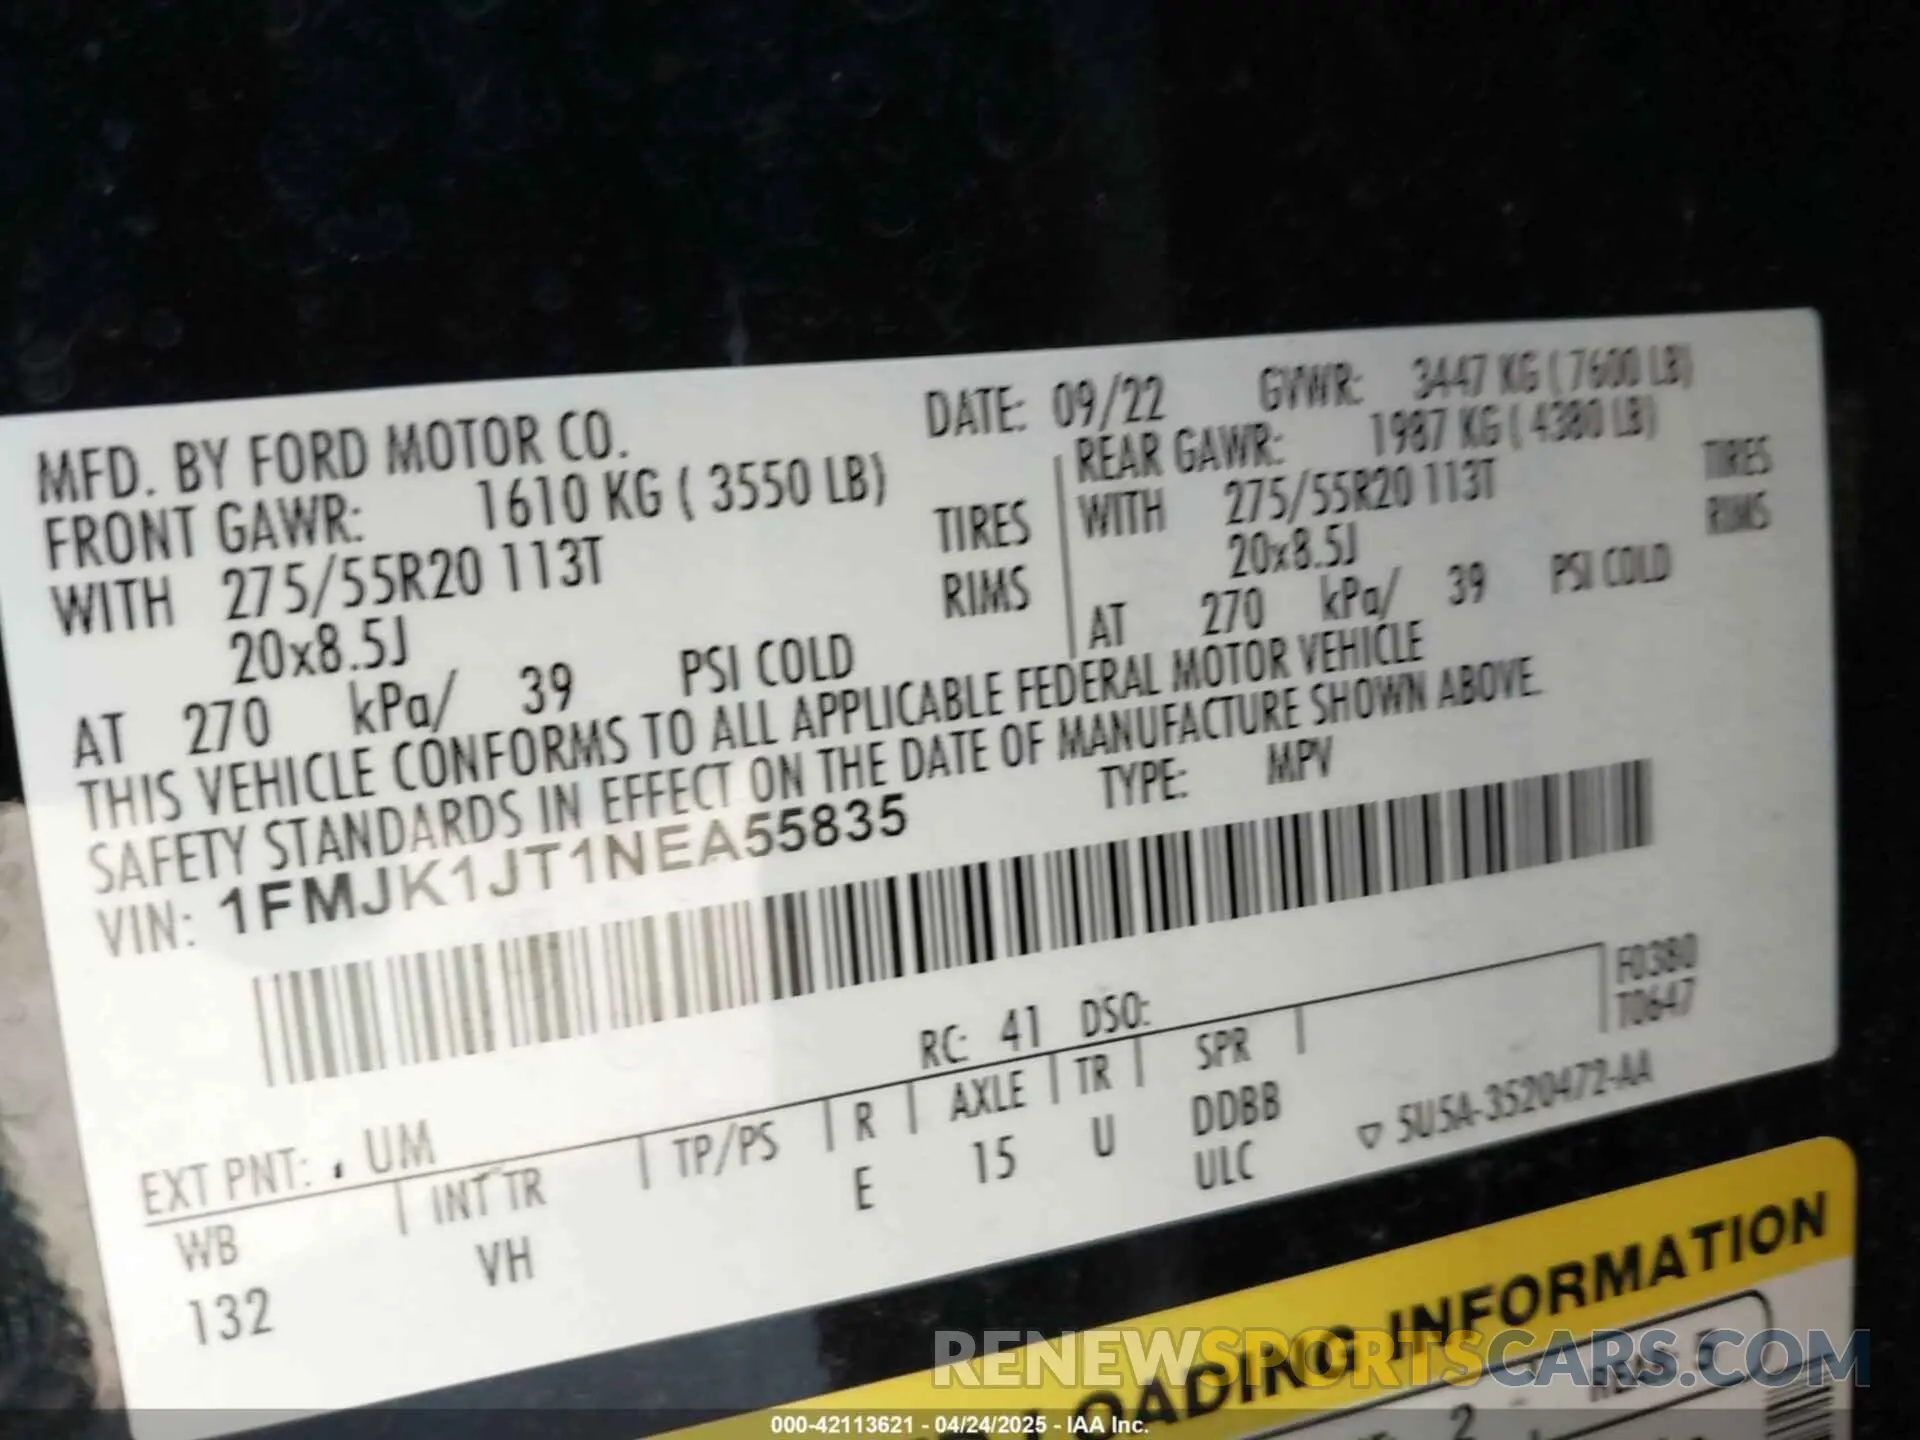 MFD. BY FORD MOTOR CO.
DATE: 09/22
GVWR: 3447 KG (7600 LB)
FRONT GAWR: 1610 KG ( 3550 LB)
WITH 275/55R20 113T TIRES
20x8.5J RIMS
AT 270 kPa/ 39 PSI COLD
REAR GAWR: 1987 KG ( 4380 LB)
WITH 275/55R20 113T TIRES
20x8.5J RIMS
AT 270 kPa/ 39 PSI COLD
THIS VEHICLE CONFORMS TO ALL APPLICABLE FEDERAL MOTOR VEHICLE
SAFETY STANDARDS IN EFFECT ON THE DATE OF MANUFACTURE SHOWN ABOVE.
VIN: 1FMJK1JT1NEA55835
TYPE: MPV
F0380
T0647
EXT PNT: . UM RC: 41 DSO:
WB INT TR TP/PS R AXLE TR SPR
132 VH E 15 U DDBB
ULC
▽ 5U5A-3520472-AA
LOADING INFORMATION
2
RENEWSPORTSCARS.COM
000-42113621 - 04/24/2025 - IAA Inc.